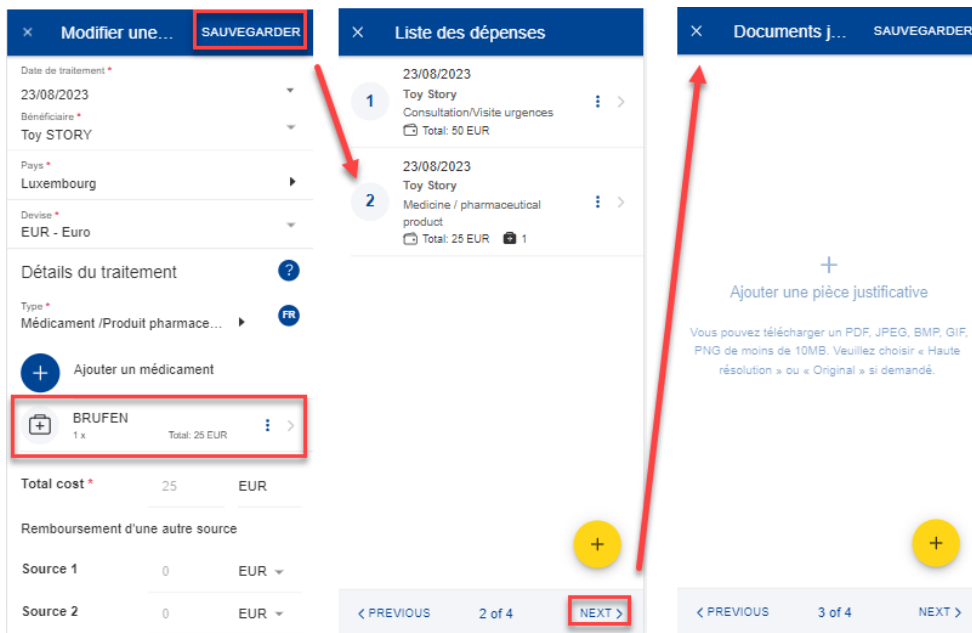 × Modifier une... SAUVEGARDER
Date de traitement *
23/08/2023
Bénéficiaire *
Toy STORY
Pays *
Luxembourg
Devise *
EUR - Euro
Détails du traitement ?
Type *
Médicament /Produit pharmace... FR
+ Ajouter un médicament
BRUFEN
1 x Total: 25 EUR
Total cost * 25 EUR
Remboursement d'une autre source
Source 1 0 EUR
Source 2 0 EUR
× Liste des dépenses
23/08/2023
1 Toy Story
Consultation/Visite urgences
Total: 50 EUR
23/08/2023
Toy Story
2 Medicine / pharmaceutical
product
Total: 25 EUR 1
+
< PREVIOUS 2 of 4 NEXT >
× Documents j... SAUVEGARDER
+
Ajouter une pièce justificative
Vous pouvez télécharger un PDF, JPEG, BMP, GIF,
PNG de moins de 10MB. Veuillez choisir « Haute
résolution » ou « Original » si demandé.
+
< PREVIOUS 3 of 4 NEXT >